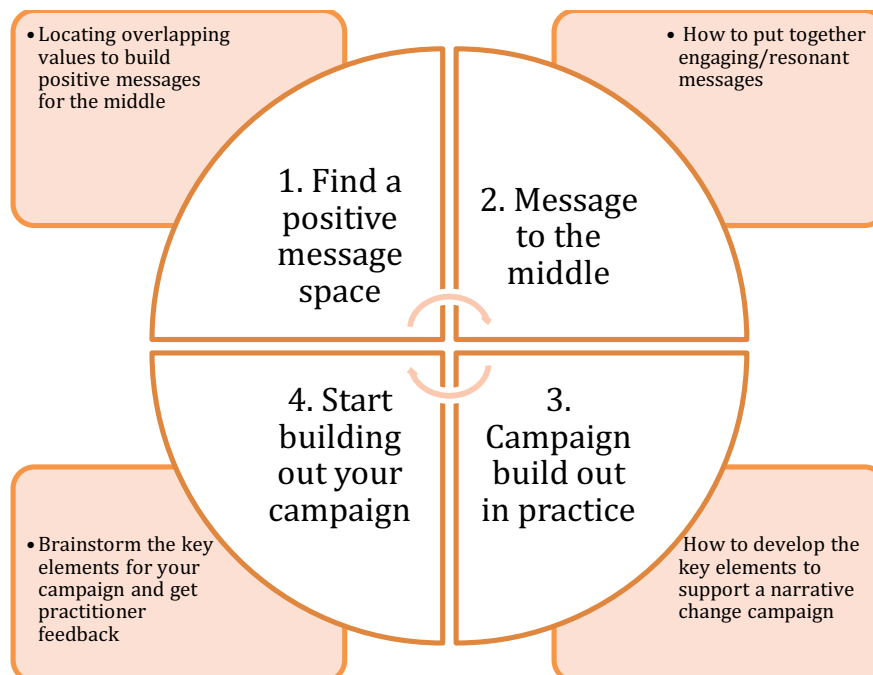 •Locating overlapping
values to build
positive messages
for the middle
• How to put together
engaging/resonant
messages
1. Find a
positive
message
space
2. Message
to the
middle
4. Start
building
out your
campaign
3.
Campaign
build out
in practice
•Brainstorm the key
elements for your
campaign and get
practitioner
feedback
How to develop the
key elements to
support a narrative
change campaign